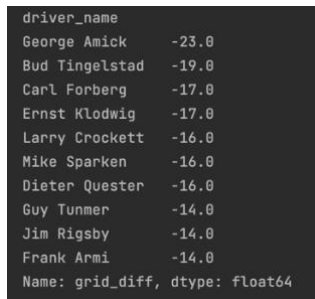 driver_name
George Amick -23.0
Bud Tingelstad -19.0
Carl Forberg -17.0
Ernst Klodwig -17.0
Larry Crockett -16.0
Mike Sparken -16.0
Dieter Quester -16.0
Guy Tunmer -14.0
Jim Rigsby -14.0
Frank Armi -14.0
Name: grid_diff, dtype: float64